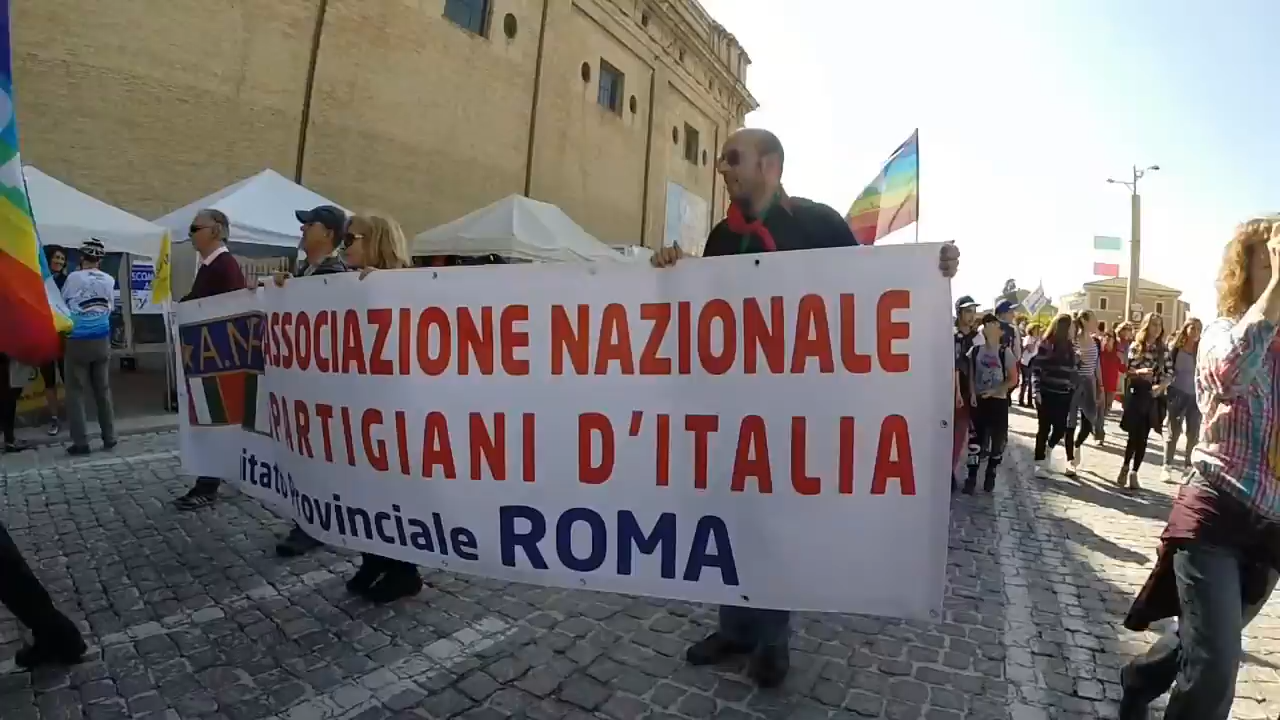 A.N
ASSOCIAZIONE NAZIONALE
PARTIGIANI D'ITALIA
itato Provinciale ROMA